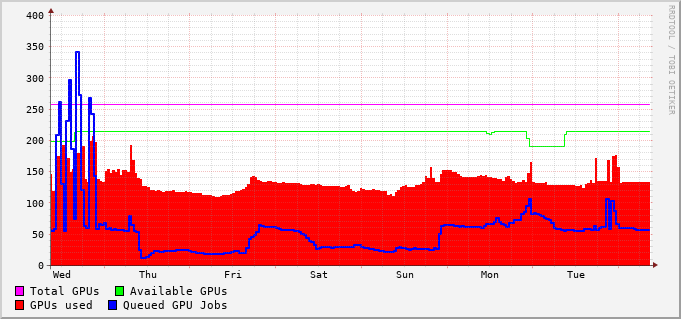 400
350
300
250
200
150
100
50
0
Wed Thu Fri Sat Sun Mon Tue
Total GPUs Available GPUs
GPUs used Queued GPU Jobs
RRDTOOL / TOBI OETIKER